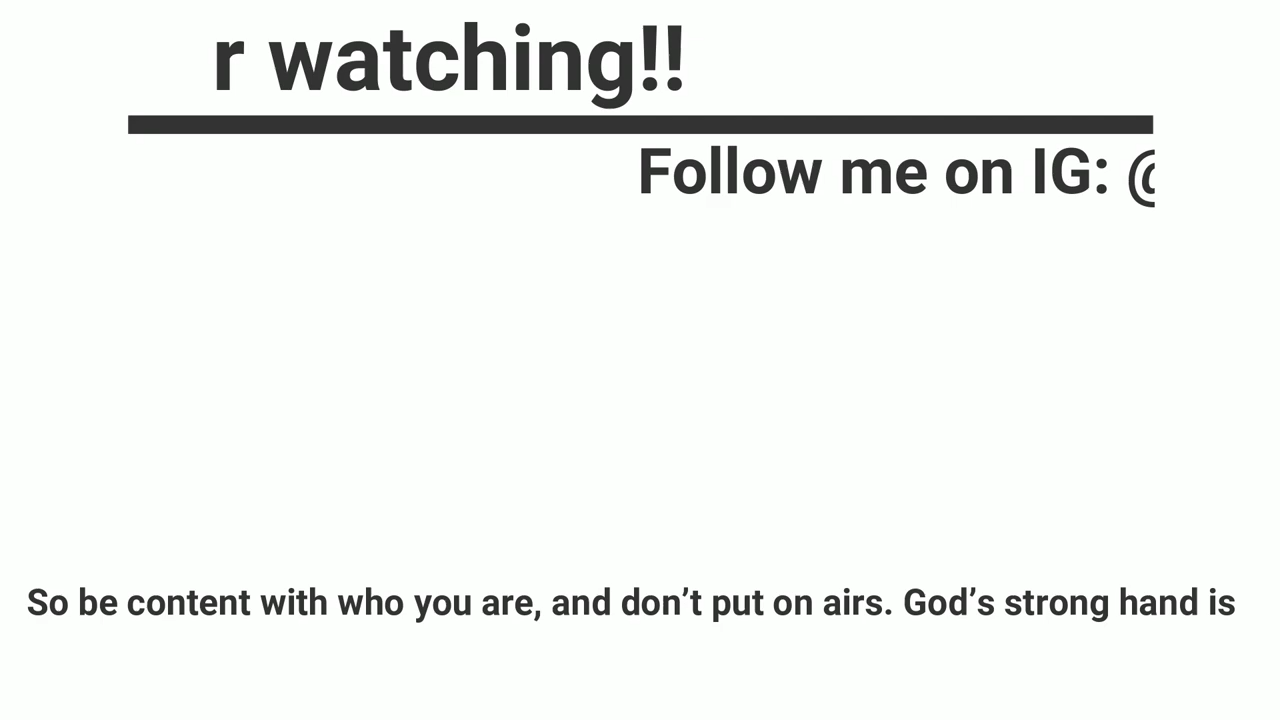 r watching!!
Follow me on IG: @
So be content with who you are, and don’t put on airs. God’s strong hand is